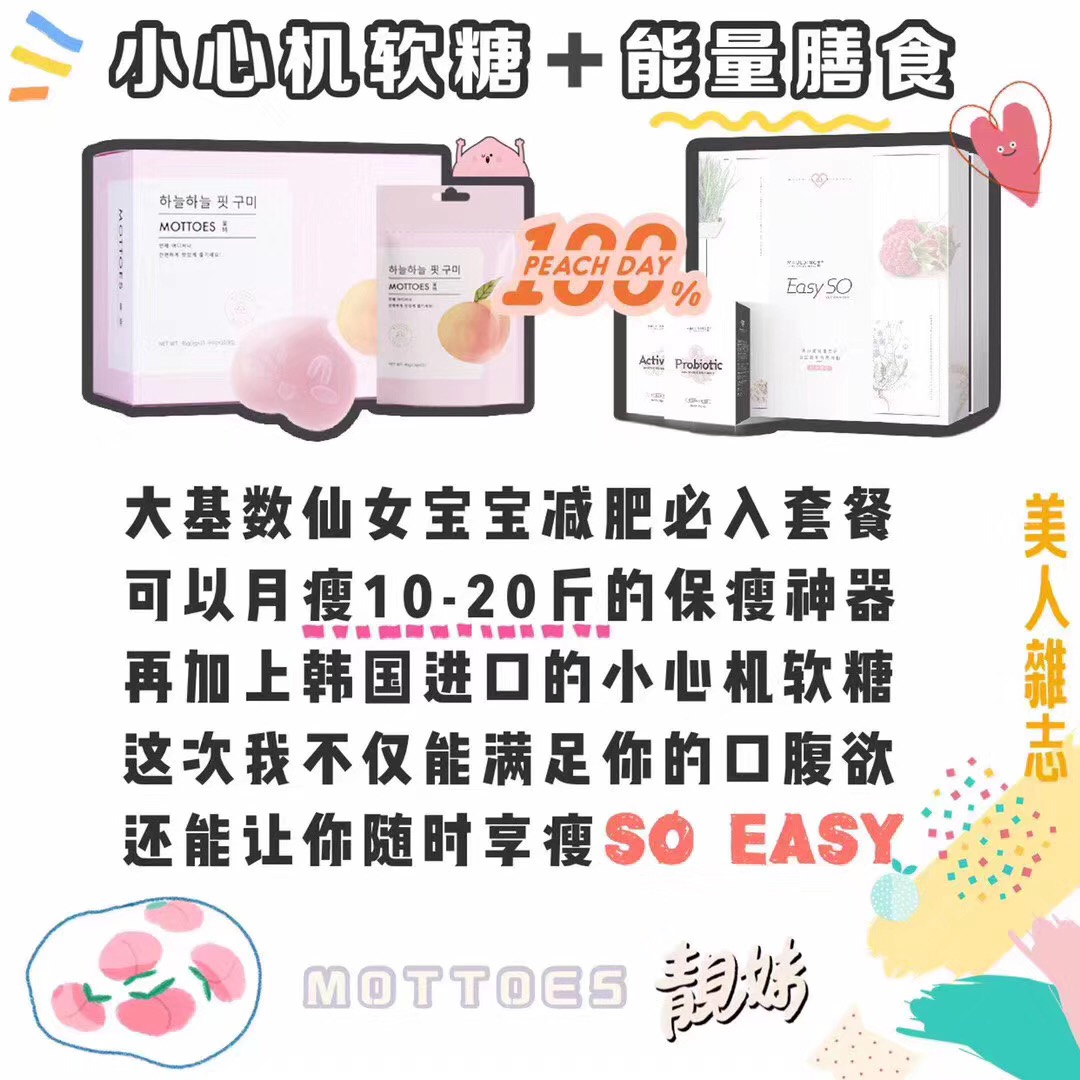 小心机软糖+能量膳食
하늘하늘 핏 구미
MOTTOES
MOTTOES
하늘하늘 핏 구미
MOTTOES
100%
PEACH DAY
Easy SO
Activ
Probiotic
大基数仙女宝宝减肥必入套餐
可以月瘦10-20斤的保瘦神器
再加上韩国进口的小心机软糖
这次我不仅能满足你的口腹欲
还能让你随时享瘦SO EASY
美人雜志
MOTTOES
靓妹